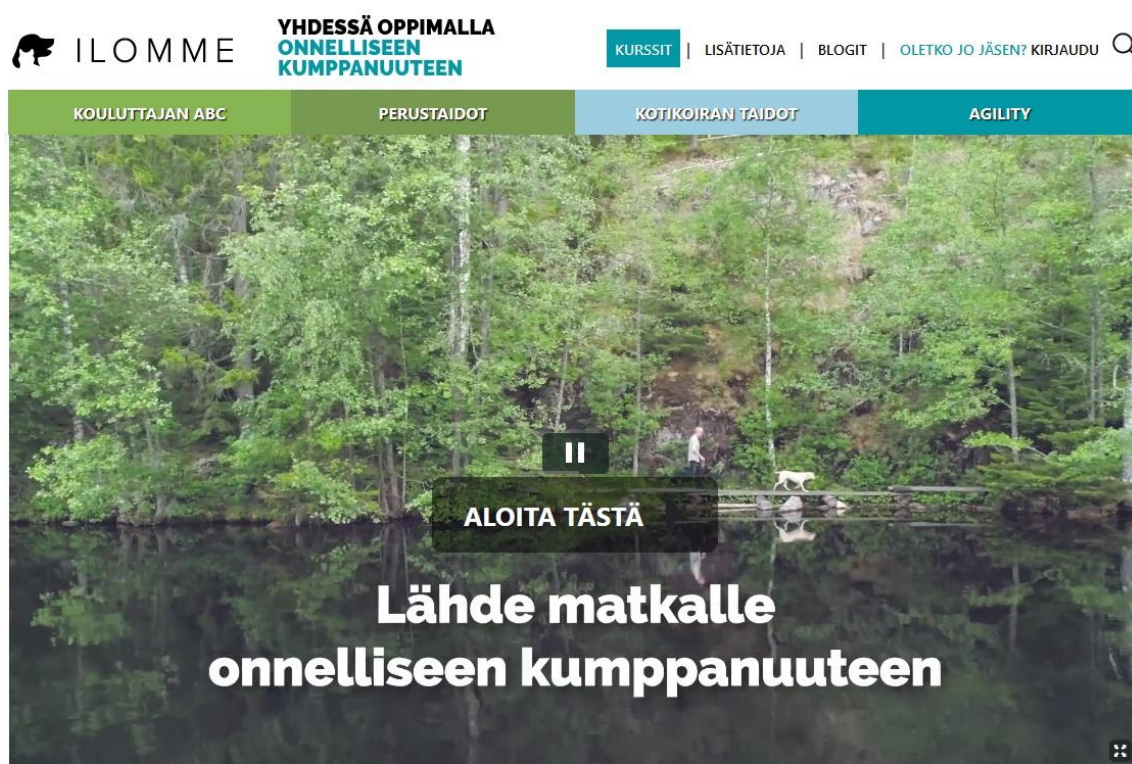 ILOMME
YHDESSÄ OPPIMALLA
ONNELLISEEN
KUMPPANUUTEEN
KURSSIT | LISÄTIETOJA | BLOGIT | OLETKO JO JÄSEN? KIRJAUDU
KOULUTTAJAN ABC PERUSTAIDOT KOTIKOIRAN TAIDOT AGILITY
ALOITA TÄSTÄ
Lähde matkalle
onnelliseen kumppanuuteen